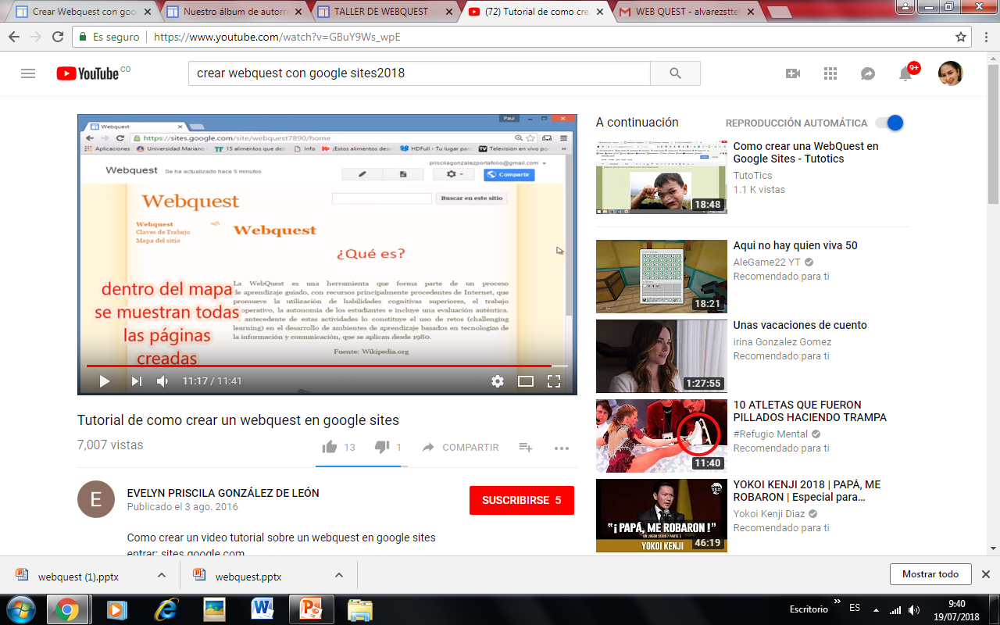 Crear Webquest con goo
Nuestro álbum de autorre
TALLER DE WEBQUEST
(72) Tutorial de como cre
WEB QUEST - alvarezsttef
Es seguro
https://www.youtube.com/watch?v=GBuY9Ws_wpE
YouTube CO
crear webquest con google sites2018
9+
Webquest
Paul
https://sites.google.com/site/webquest7890/home
Aplicaciones
Universidad Mariano
15 alimentos que deb
Info
¡Estos alimentos des
HDFull - Tu lugar pa
Televisión en vivo po
priscilagonzalezportafolio@gmail.com
Webquest Se ha actualizado hace 5 minutos.
Compartir
Webquest
Buscar en este sitio
Webquest
Claves de Trabajo
Mapa del sitio
Webquest
¿Qué es?
La WebQuest es una herramienta que forma parte de un proceso
de aprendizaje guiado, con recursos principalmente procedentes de Internet, que
promueve la utilización de habilidades cognitivas superiores, el trabajo
operativo, la autonomía de los estudiantes e incluye una evaluación auténtica.
antecedente de estas actividades lo constituye el uso de retos (challenging
learning) en el desarrollo de ambientes de aprendizaje basados en tecnologías de
la información y comunicación, que se aplican desde 1980.
Fuente: Wikipedia.org
dentro del mapa
se muestran todas
las páginas
creadas
11:17 / 11:41
Tutorial de como crear un webquest en google sites
7,007 vistas
13
1
COMPARTIR
E
EVELYN PRISCILA GONZÁLEZ DE LEÓN
Publicado el 3 ago. 2016
SUSCRIBIRSE 5
Como crear un video tutorial sobre un webquest en google sites
entrar: sites.google.com
A continuación
REPRODUCCIÓN AUTOMÁTICA
18:48
Como crear una WebQuest en
Google Sites - Tutotics
TutoTics
1.1 K vistas
18:21
Aqui no hay quien viva 50
AleGame22 YT
Recomendado para ti
1:27:55
Unas vacaciones de cuento
irina Gonzalez Gomez
Recomendado para ti
11:40
10 ATLETAS QUE FUERON
PILLADOS HACIENDO TRAMPA
#Refugio Mental
Recomendado para ti
“¡ PAPÁ, ME ROBARON !”
YOKOI KENJI
46:19
YOKOI KENJI 2018 | PAPÁ, ME
ROBARON | Especial para...
Yokoi Kenji Diaz
Recomendado para ti
webquest (1).pptx
webquest.pptx
Mostrar todo
Escritorio
ES
9:40
19/07/2018